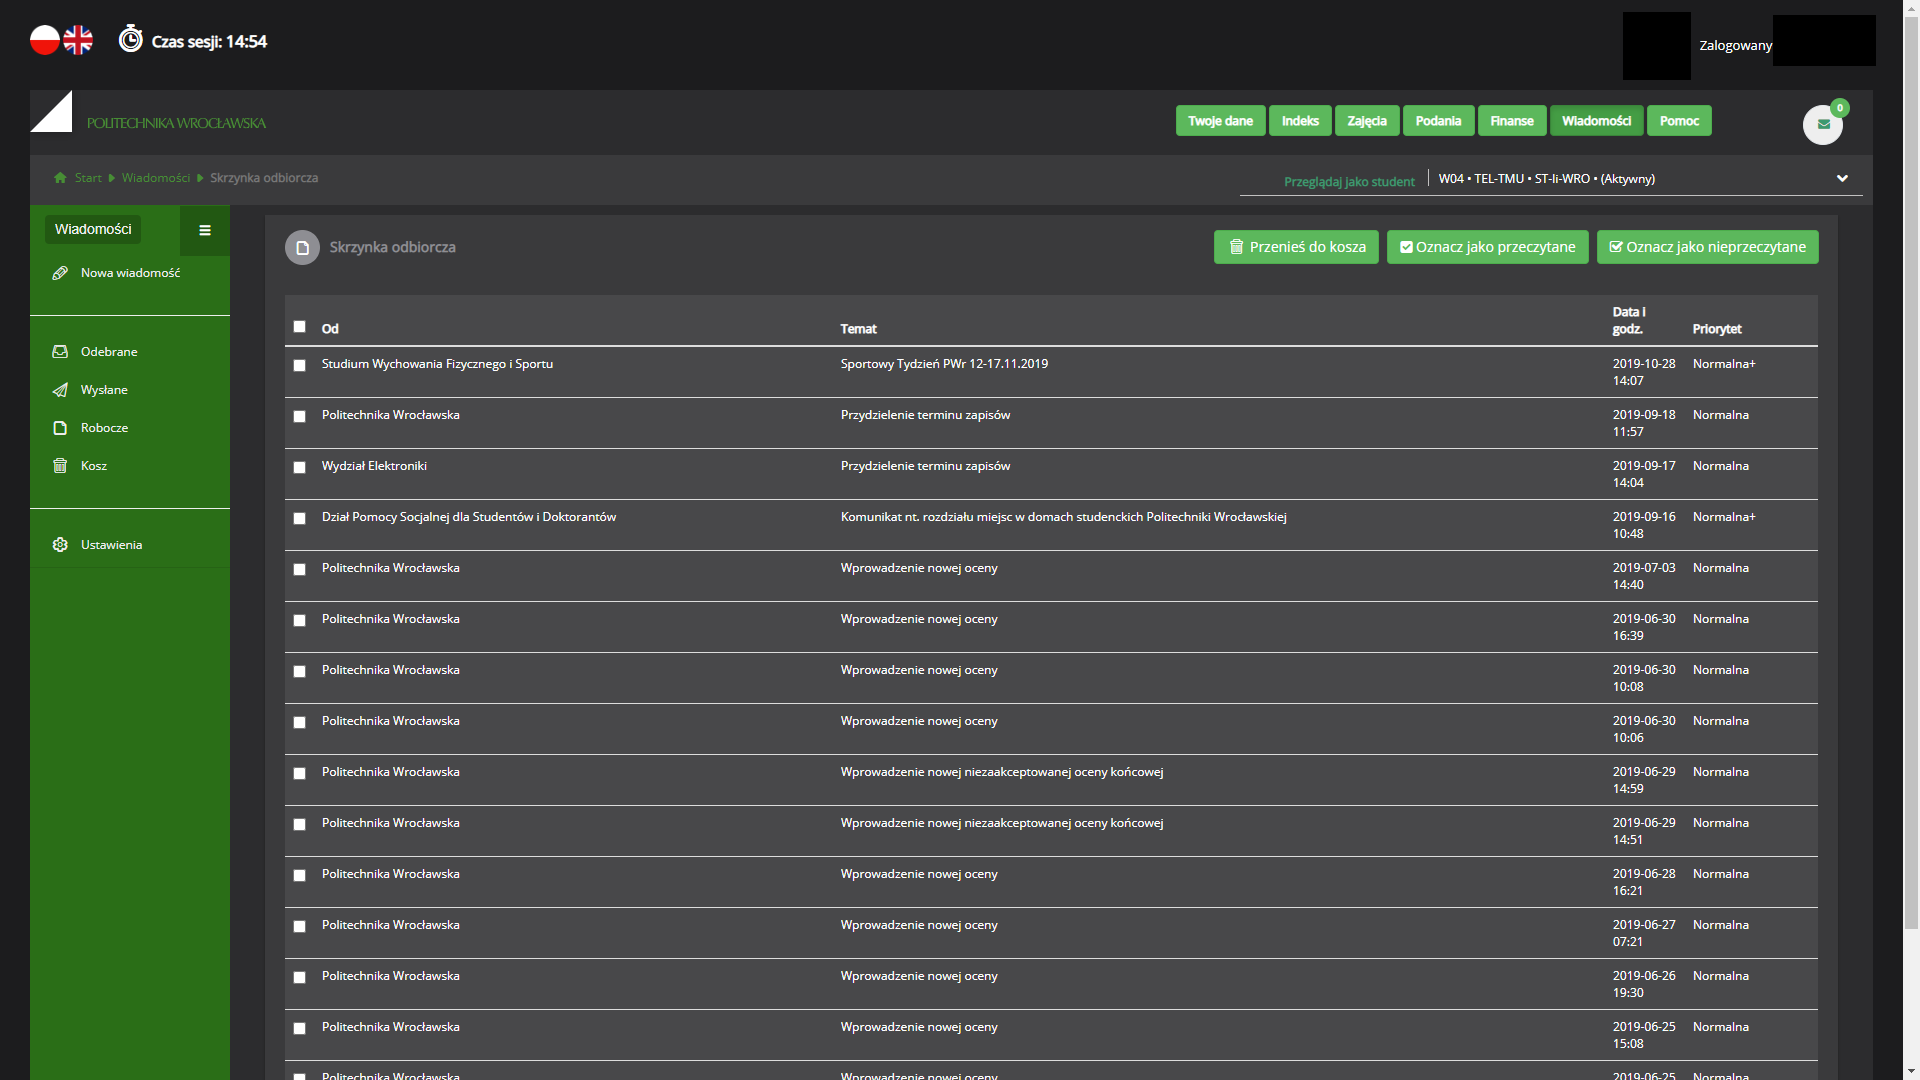 Czas sesji: 14:54
Zalogowany
POLITECHNIKA WROCŁAWSKA
Twoje dane
Indeks
Zajęcia
Podania
Finanse
Wiadomości
Pomoc
0
Start
Wiadomości
Skrzynka odbiorcza
Przeglądaj jako student
W04 • TEL-TMU • ST-Ii-WRO • (Aktywny)
Wiadomości
Nowa wiadomość
Odebrane
Wysłane
Robocze
Kosz
Ustawienia
Skrzynka odbiorcza
Przenieś do kosza
Oznacz jako przeczytane
Oznacz jako nieprzeczytane
Od Temat Data i godz. Priorytet
Studium Wychowania Fizycznego i Sportu Sportowy Tydzień PWr 12-17.11.2019 2019-10-28 14:07 Normalna+
Politechnika Wrocławska Przydzielenie terminu zapisów 2019-09-18 11:57 Normalna
Wydział Elektroniki Przydzielenie terminu zapisów 2019-09-17 14:04 Normalna
Dział Pomocy Socjalnej dla Studentów i Doktorantów Komunikat nt. rozdziału miejsc w domach studenckich Politechniki Wrocławskiej 2019-09-16 10:48 Normalna+
Politechnika Wrocławska Wprowadzenie nowej oceny 2019-07-03 14:40 Normalna
Politechnika Wrocławska Wprowadzenie nowej oceny 2019-06-30 16:39 Normalna
Politechnika Wrocławska Wprowadzenie nowej oceny 2019-06-30 10:08 Normalna
Politechnika Wrocławska Wprowadzenie nowej oceny 2019-06-30 10:06 Normalna
Politechnika Wrocławska Wprowadzenie nowej niezaakceptowanej oceny końcowej 2019-06-29 14:59 Normalna
Politechnika Wrocławska Wprowadzenie nowej niezaakceptowanej oceny końcowej 2019-06-29 14:51 Normalna
Politechnika Wrocławska Wprowadzenie nowej oceny 2019-06-28 16:21 Normalna
Politechnika Wrocławska Wprowadzenie nowej oceny 2019-06-27 07:21 Normalna
Politechnika Wrocławska Wprowadzenie nowej oceny 2019-06-26 19:30 Normalna
Politechnika Wrocławska Wprowadzenie nowej oceny 2019-06-25 15:08 Normalna
Politechnika Wrocławska Wprowadzenie nowej oceny 2019-06-25 Normalna